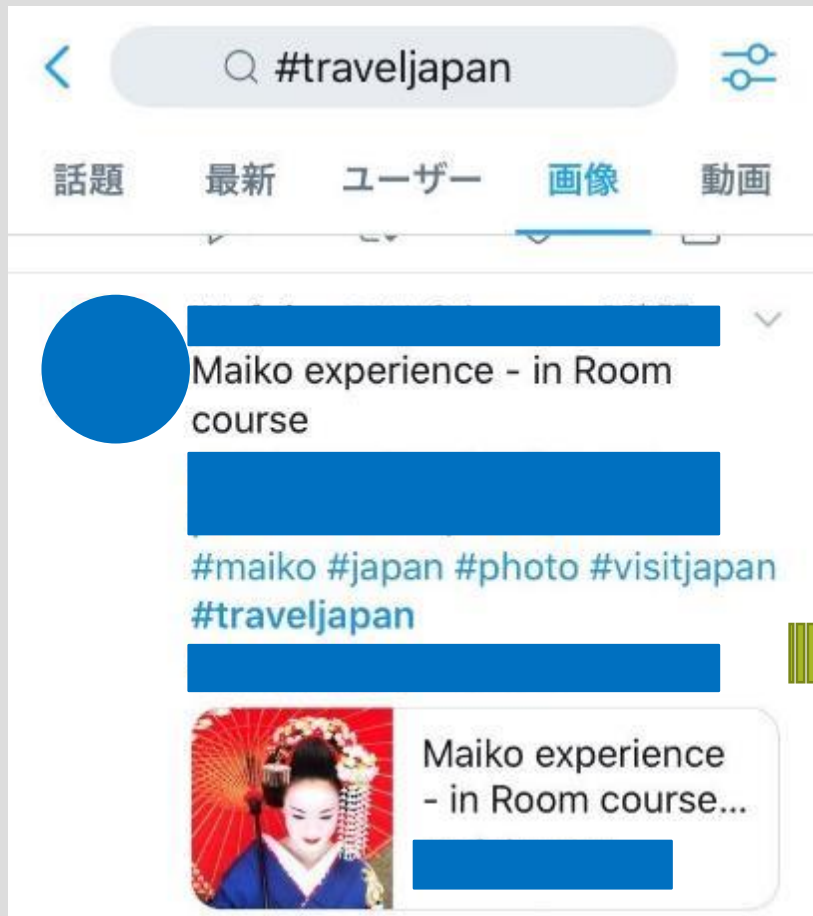 #traveljapan
話題 最新 ユーザー 画像 動画
Maiko experience - in Room
course
#maiko #japan #photo #visitjapan
#traveljapan
Maiko experience
- in Room course...